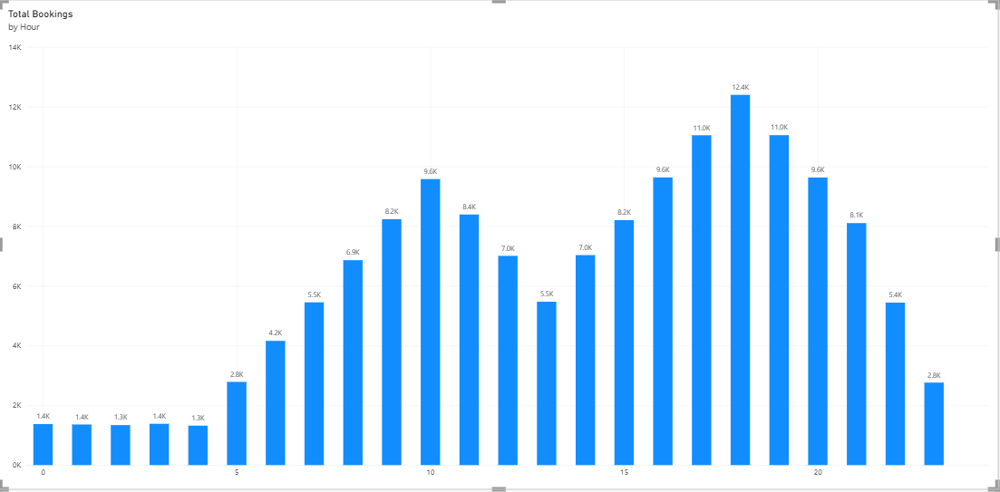 Total Bookings
by Hour
14K
12K
10K
8K
6K
4K
2K
0K
1.4K
1.4K
1.3K
1.4K
1.3K
2.8K
4.2K
5.5K
6.9K
8.2K
9.6K
8.4K
7.0K
5.5K
7.0K
8.2K
9.6K
11.0K
12.4K
11.0K
9.6K
8.1K
5.4K
2.8K
0
5
10
15
20